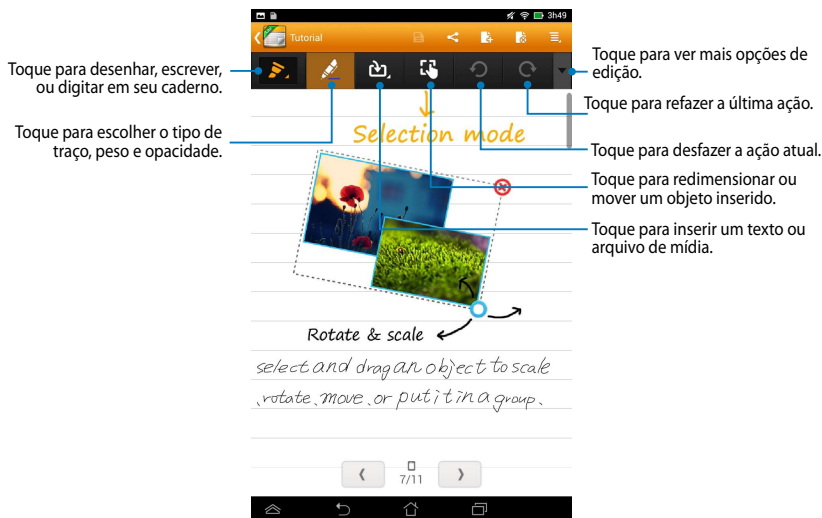 3h49
Tutorial
Toque para desenhar, escrever,
ou digitar em seu caderno.
Toque para escolher o tipo de
traço, peso e opacidade.
Toque para ver mais opções de
edição.
Toque para refazer a última ação.
Toque para desfazer a ação atual.
Toque para redimensionar ou
mover um objeto inserido.
Toque para inserir um texto ou
arquivo de mídia.
Selection mode
Rotate & scale
select and drag an object to scale
,rotate, move, or put it in a group.
7/11